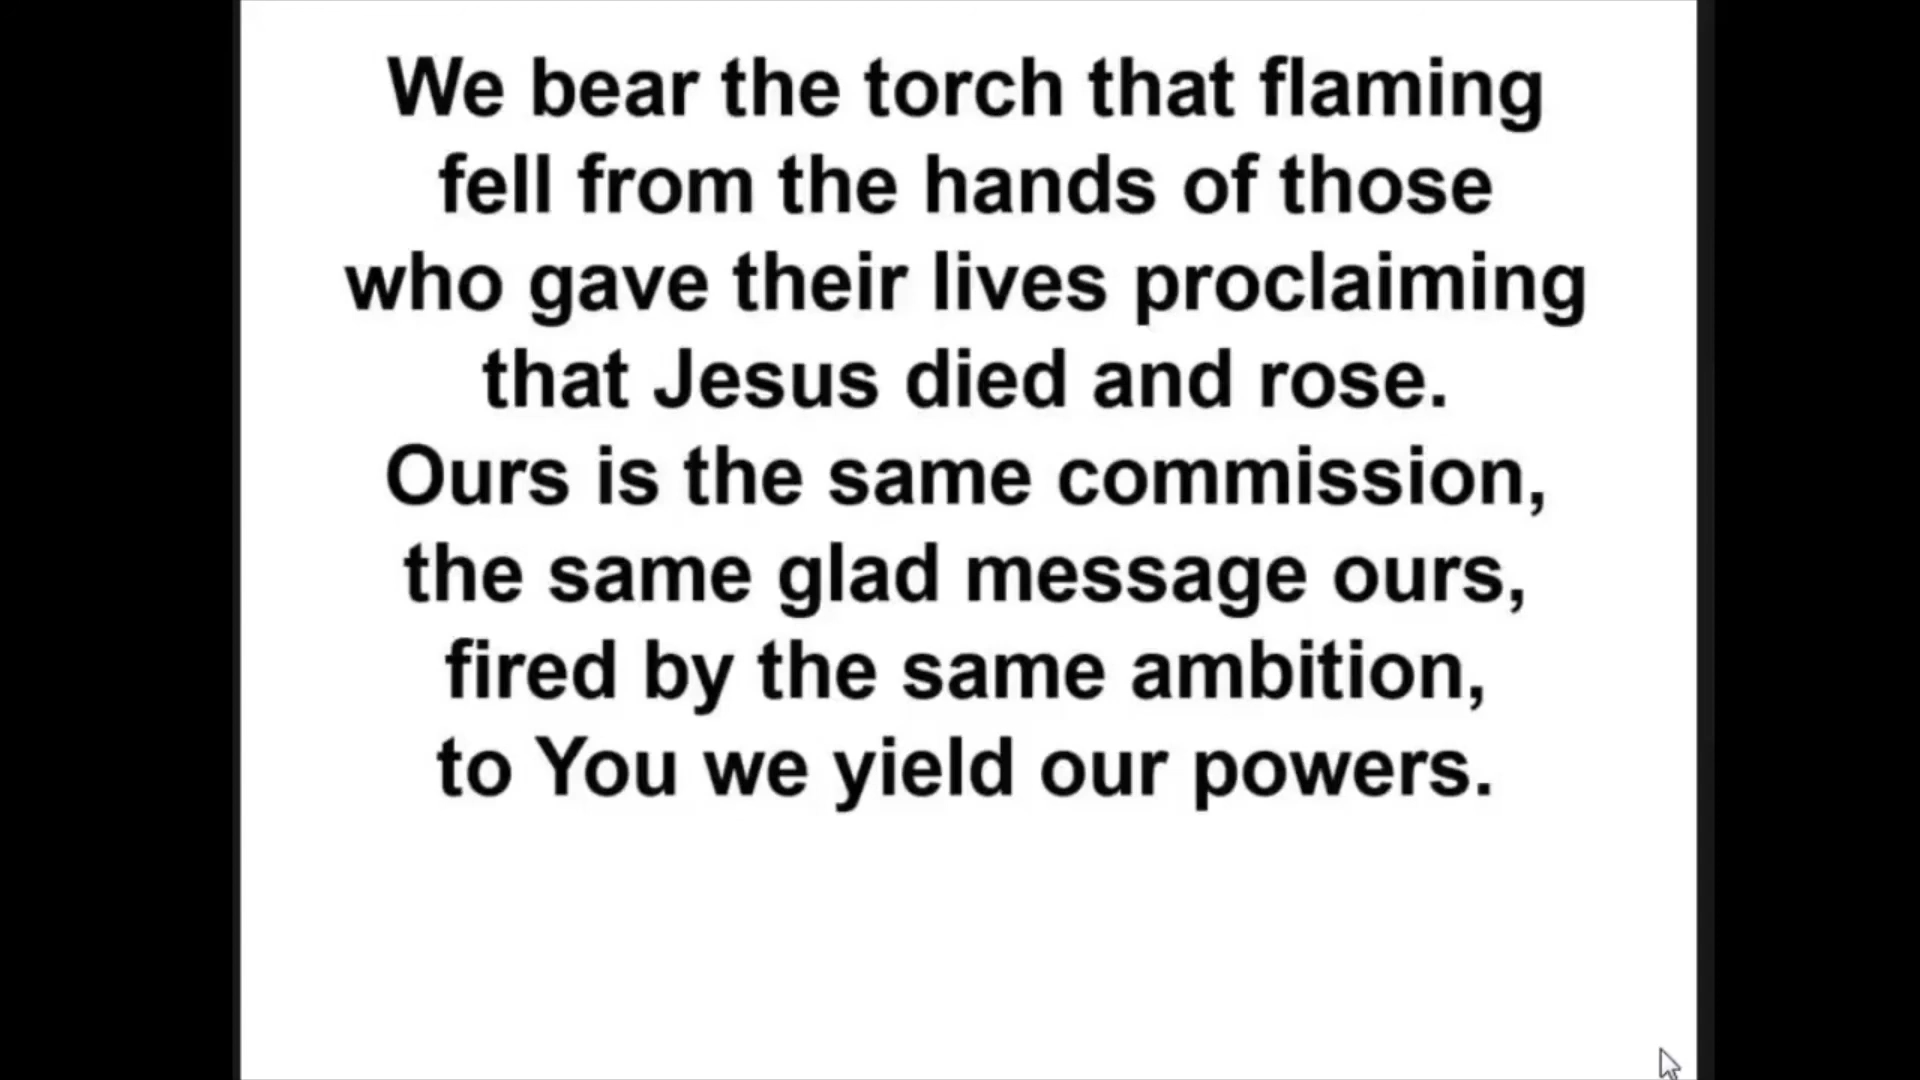 We bear the torch that flaming
fell from the hands of those
who gave their lives proclaiming
that Jesus died and rose.
Ours is the same commission,
the same glad message ours,
fired by the same ambition,
to You we yield our powers.